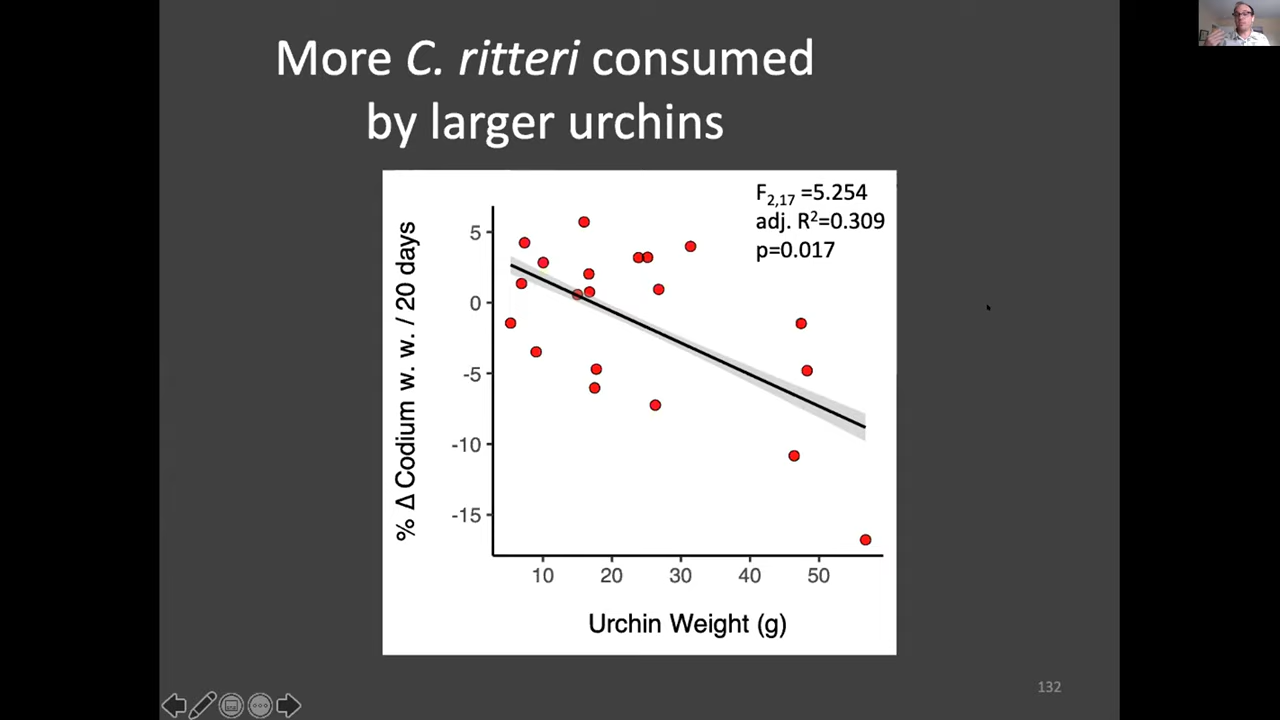 More C. ritteri consumed
by larger urchins
F2,17 =5.254
adj. R²=0.309
p=0.017
% Δ Codium w. w. / 20 days
5
0
-5
-10
-15
10 20 30 40 50
Urchin Weight (g)
132